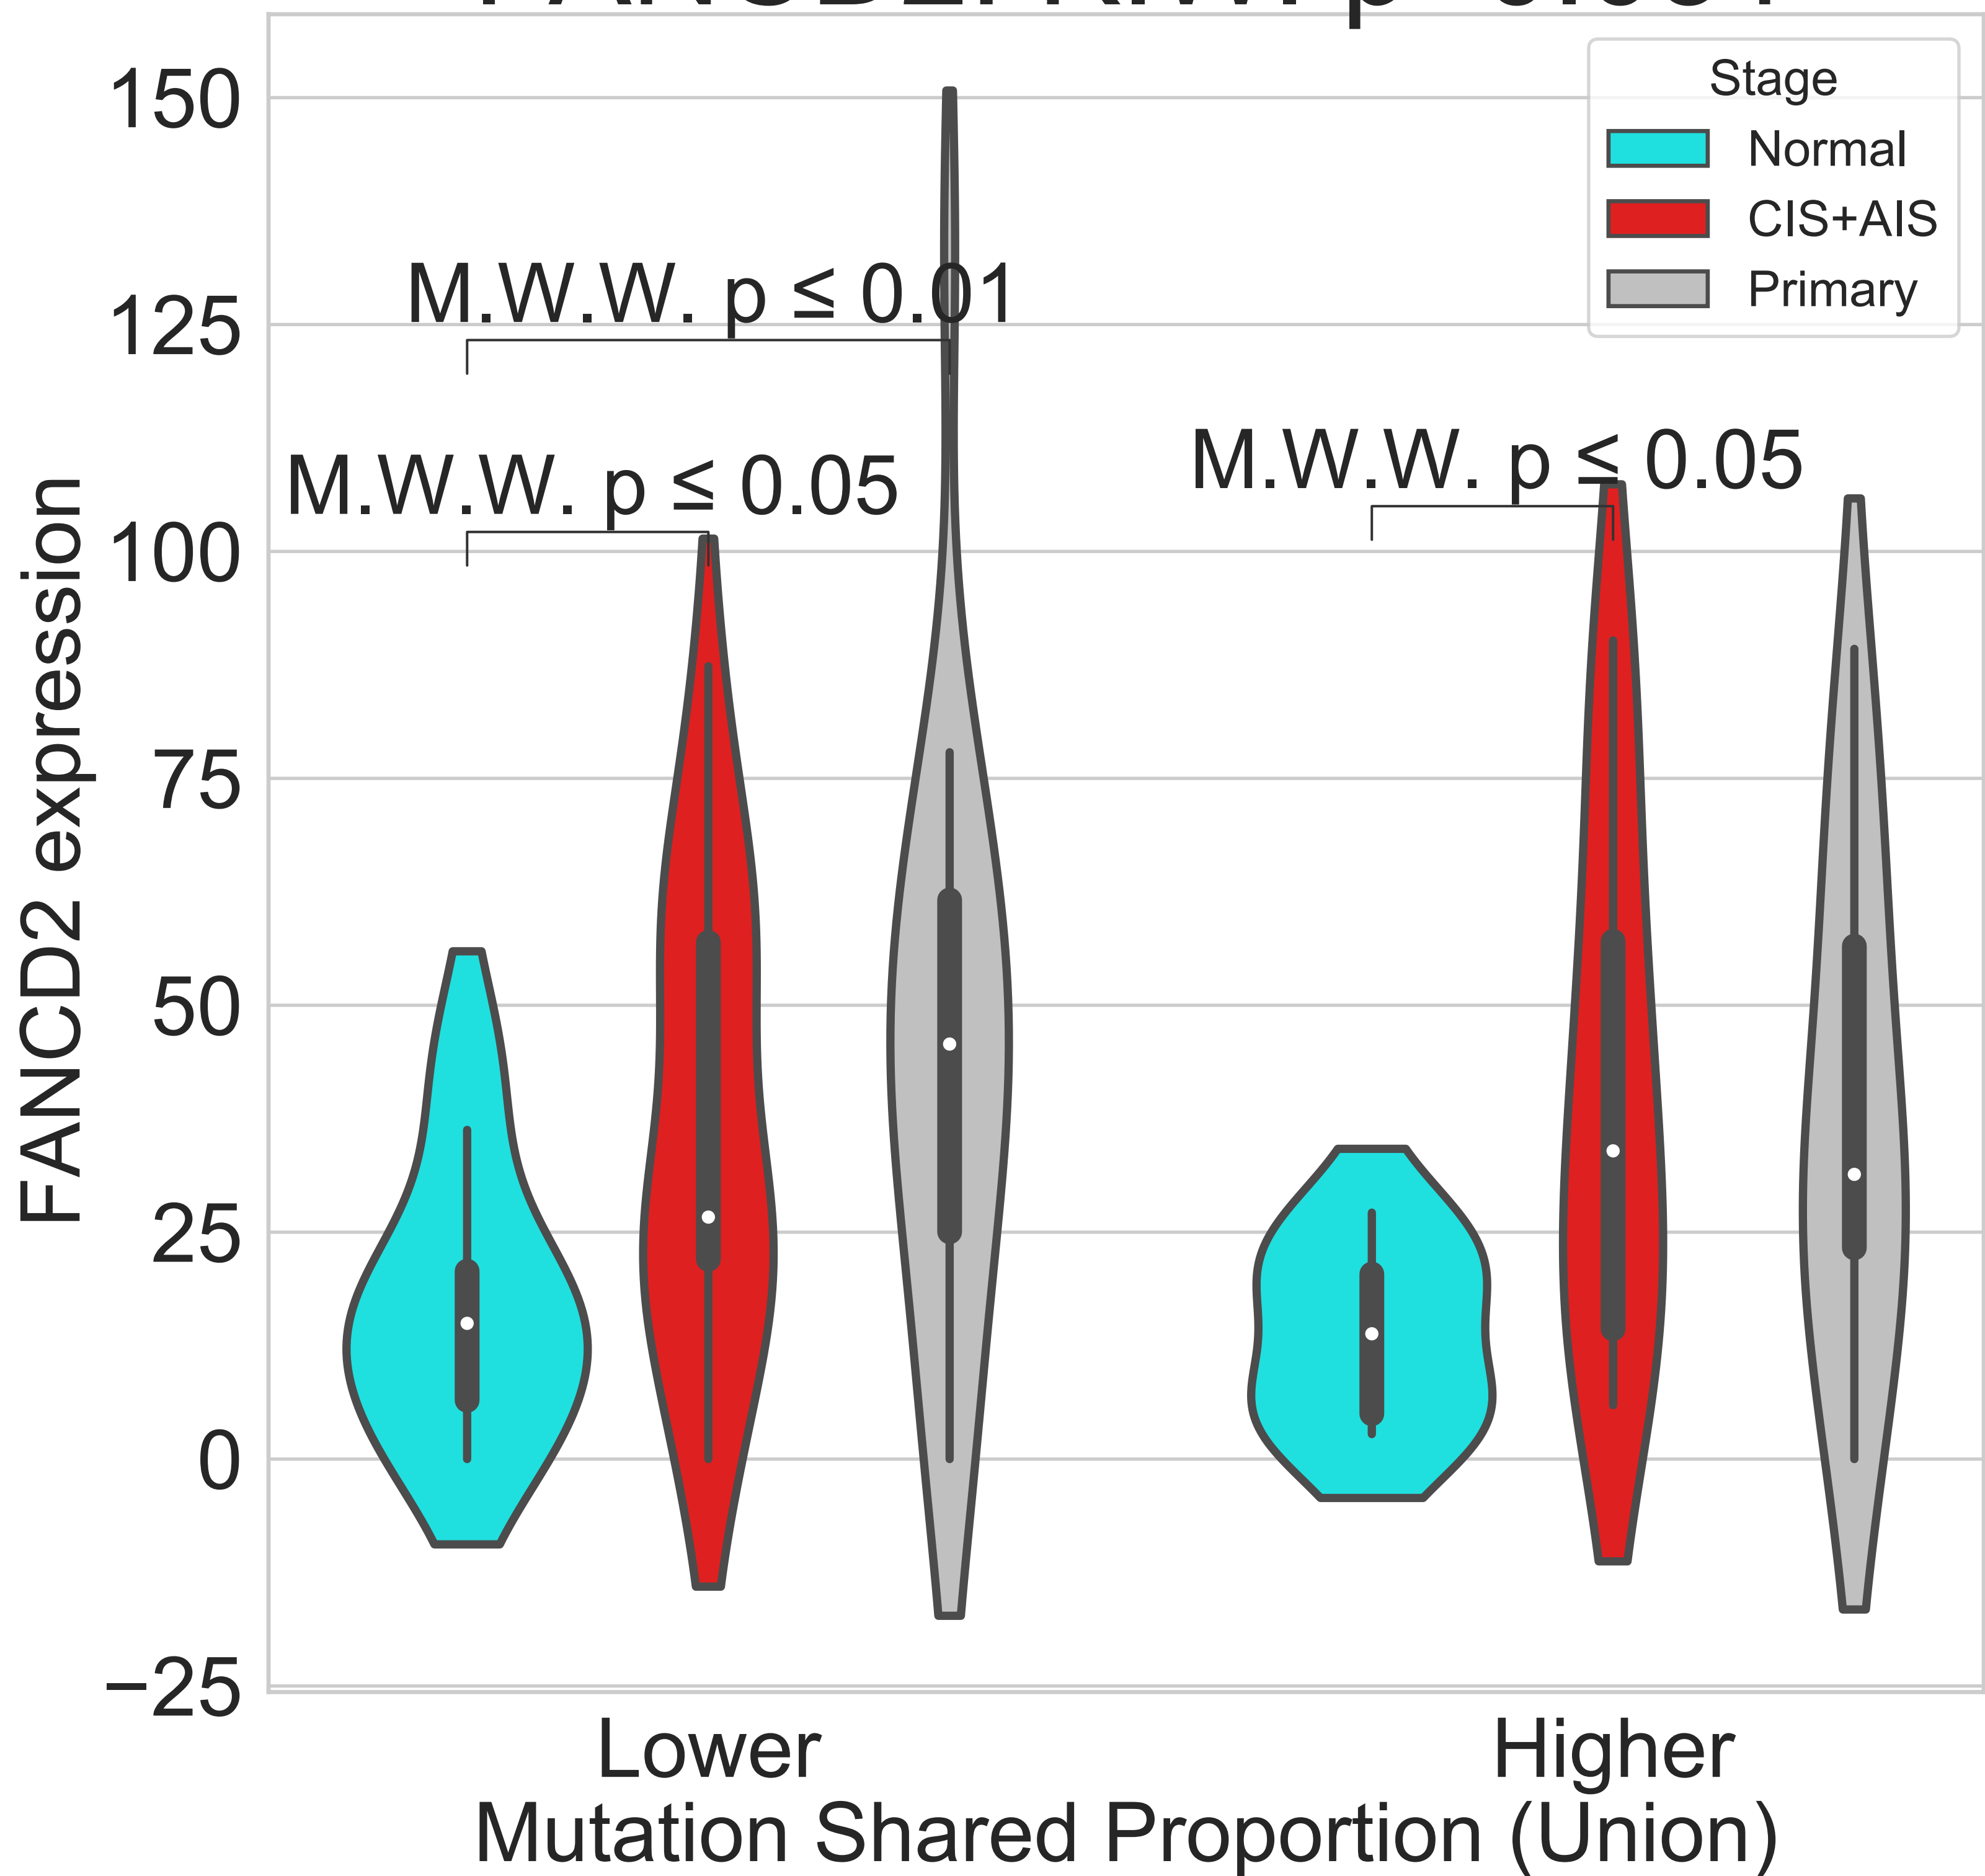 150
125
100
75
50
25
0
−25
FANCD2 expression
Stage
Normal
CIS+AIS
Primary
M.W.W. p ≤ 0.01
M.W.W. p ≤ 0.05
M.W.W. p ≤ 0.05
Lower
Higher
Mutation Shared Proportion (Union)